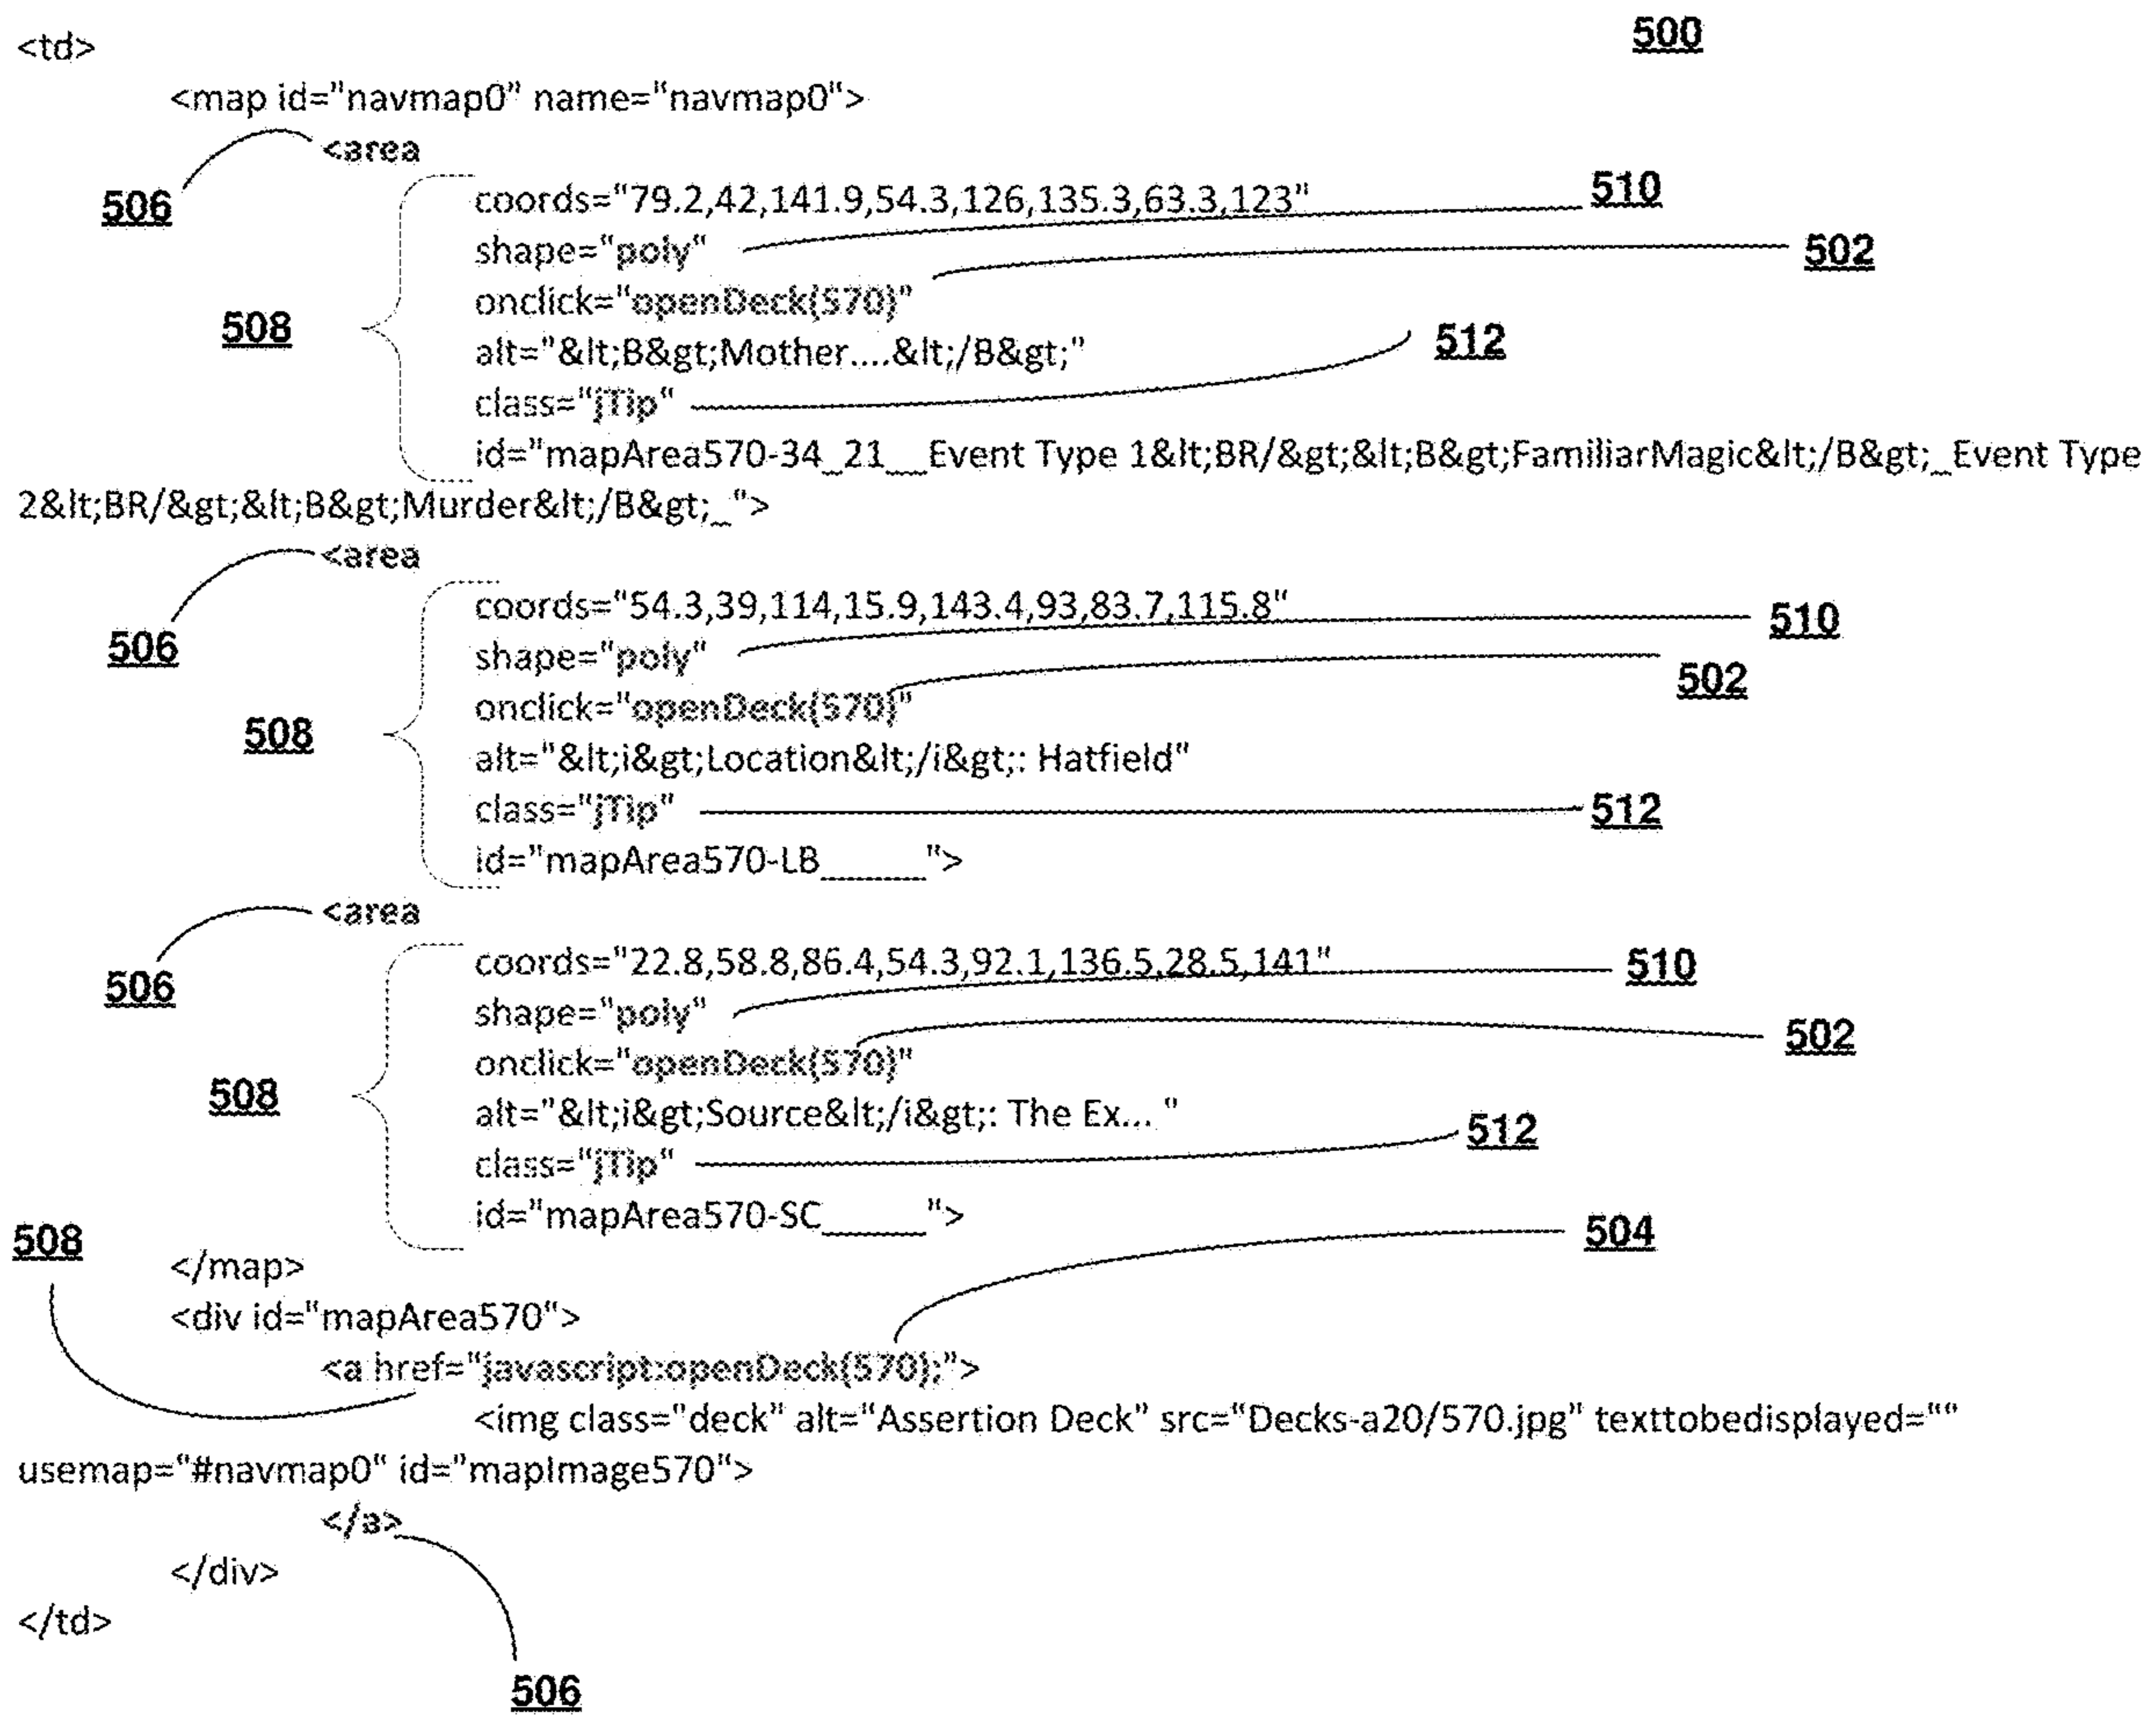 500
<td>
<map id="navmap0" name="navmap0">
<area
506
508
coords="79.2,42,141.9,54.3,126,135.3,63.3,123"
510
shape="poly"
502
onclick="openDeck(570)"
512
alt="&lt;B&gt;Mother....&lt;/B&gt;"
class="jTip"
id="mapArea570-34_21__Event Type 1&lt;BR/&gt;&lt;B&gt;FamiliarMagic&lt;/B&gt;_Event Type
2&lt;BR/&gt;&lt;B&gt;Murder&lt;/B&gt;_">
<area
506
508
coords="54.3,39,114,15.9,143.4,93,83.7,115.8"
510
shape="poly"
502
onclick="openDeck(570)"
alt="&lt;i&gt;Location&lt;/i&gt;: Hatfield"
class="jTip"
512
id="mapArea570-LB_____">
<area
506
508
coords="22.8,58.8,86.4,54.3,92.1,136.5,28.5,141"
510
shape="poly"
502
onclick="openDeck(570)"
alt="&lt;i&gt;Source&lt;/i&gt;: The Ex... "
512
class="jTip"
id="mapArea570-SC_____">
504
508
</map>
<div id="mapArea570">
<a href="javascript:openDeck(570);">
<img class="deck" alt="Assertion Deck" src="Decks-a20/570.jpg" texttobedisplayed=""
usemap="#navmap0" id="mapImage570">
</a>
</div>
</td>
506